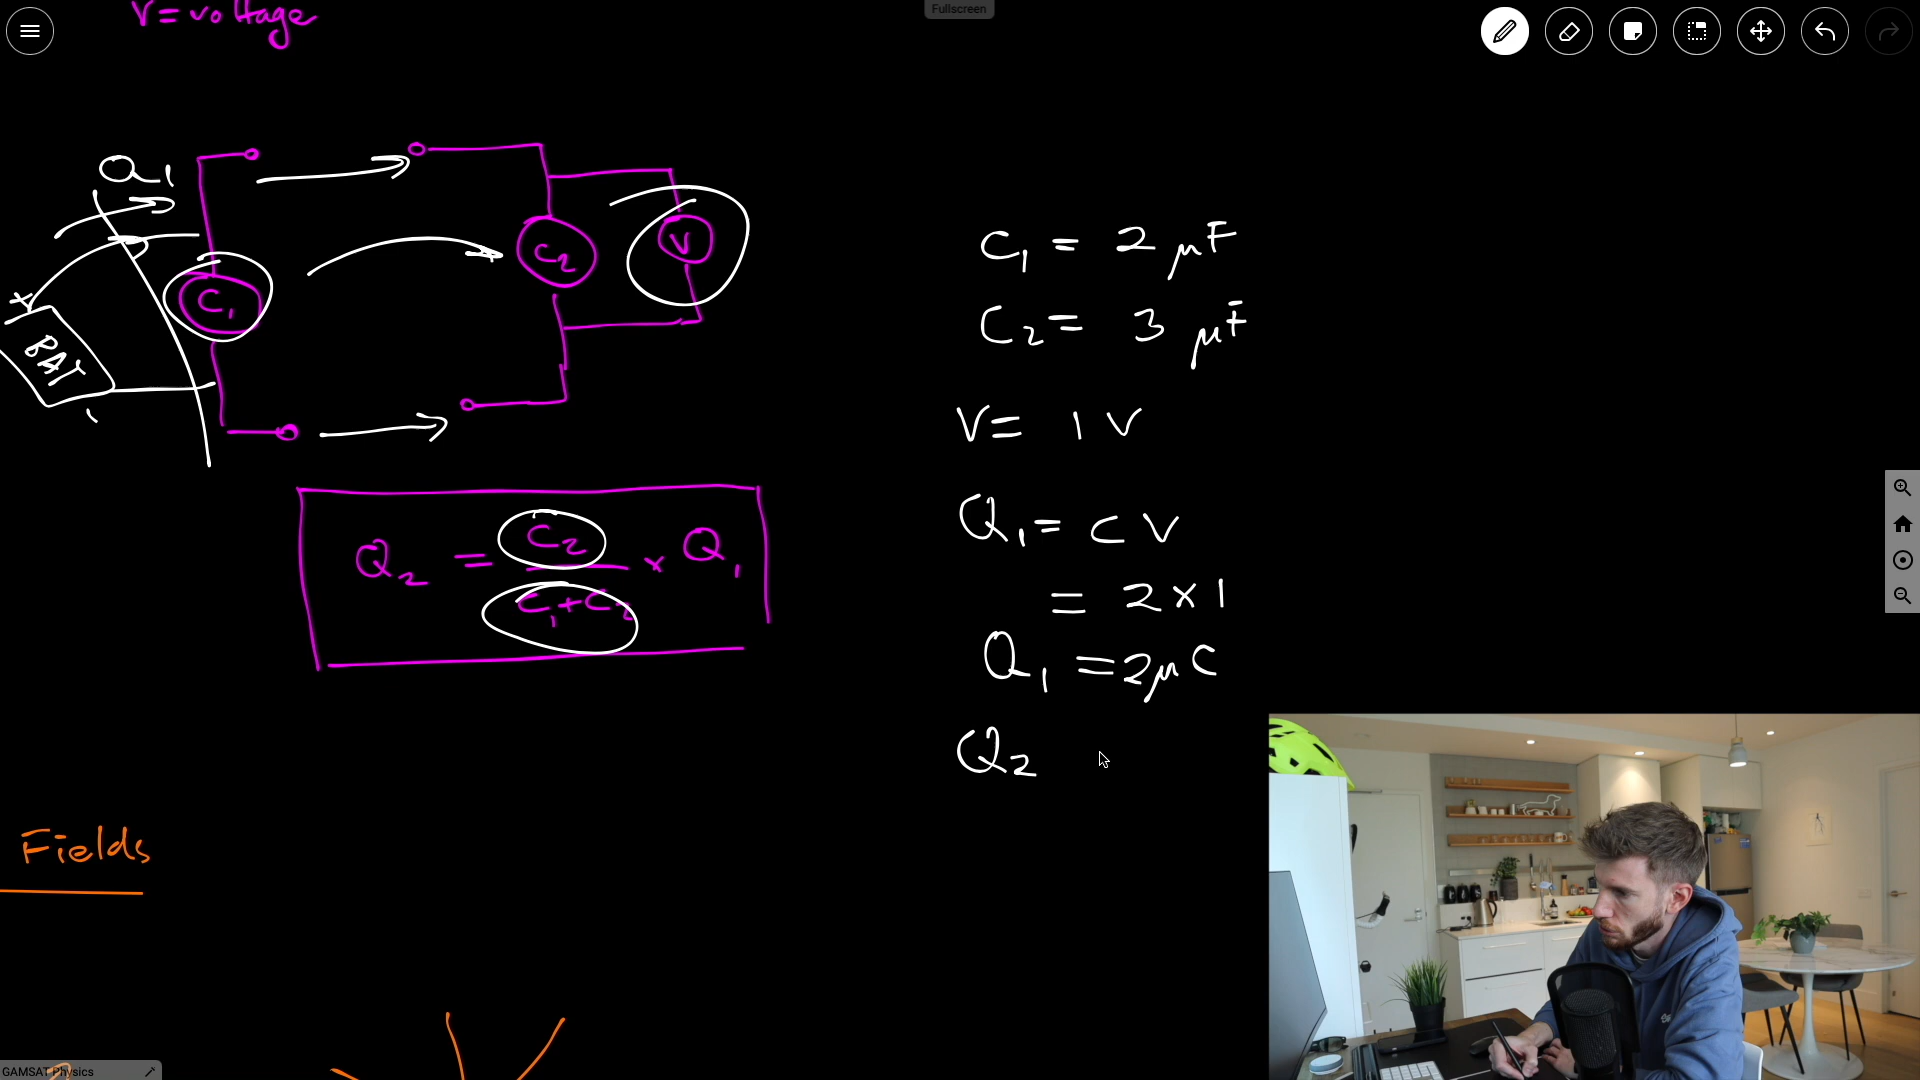 V = voltage
Fullscreen
Q1
C1
C2
V
BAT
+
-
C1 = 2 μF
C2 = 3 μF
V = 1 V
Q1 = C V
= 2 × 1
Q1 = 2μC
Q2
Q2 = C2 / C1+C2 × Q1
Fields
GAMSAT Physics